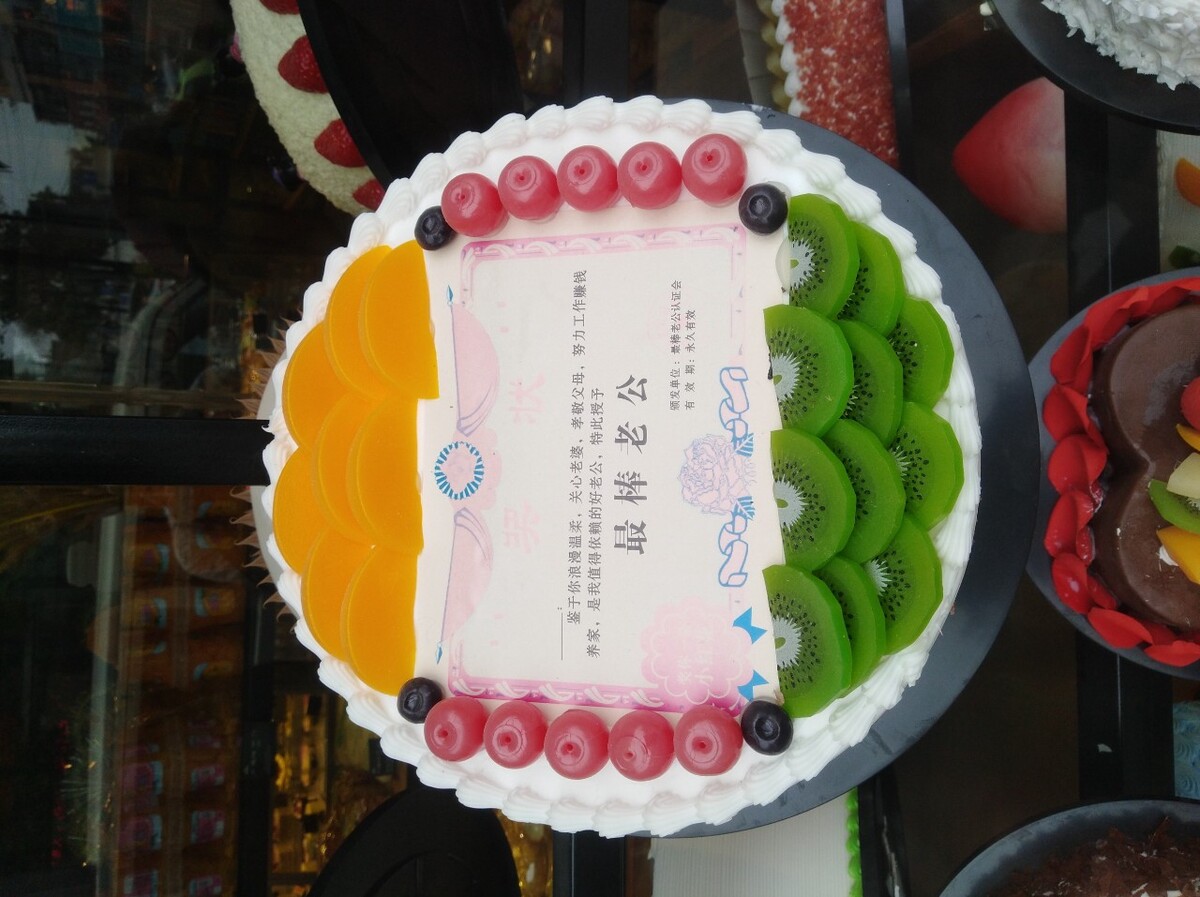 奖状
：
鉴于你浪漫温柔，关心老婆，孝敬父母，努力工作赚钱
养家，是我值得依赖的好老公，特此授予
最棒老公
颁发单位：最棒老公认证会
有 效 期：永久有效